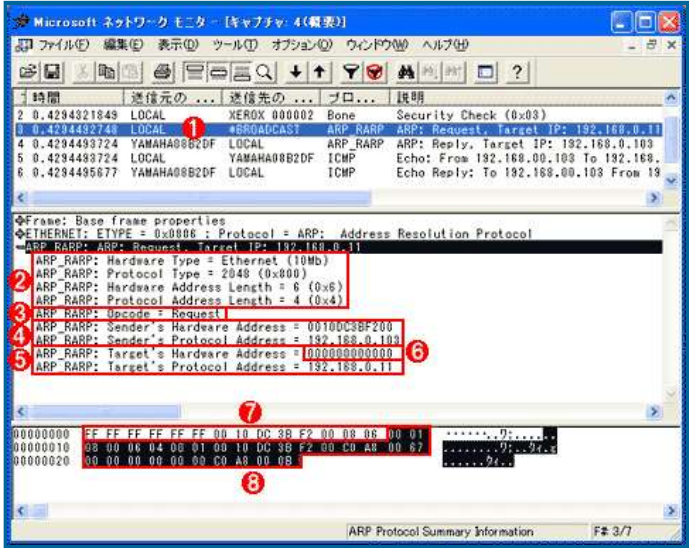 Microsoft ネットワーク モニター - [キャプチャ: 4(概要)]
ファイル(F) 編集(E) 表示(D) ツール(T) オプション(O) ウィンドウ(W) ヘルプ(H)
時間 送信元の ... 送信先の ... プロ... 説明
2 0.4294321849 LOCAL XEROX 000002 Bone Security Check (0x03)
3 0.4294492748 LOCAL *BROADCAST ARP_RARP ARP: Request, Target IP: 192.168.0.11
4 0.4294493724 YAMAHA08B2DF LOCAL ARP_RARP ARP: Reply, Target IP: 192.168.0.103
5 0.4294493724 LOCAL YAMAHA08B2DF ICMP Echo: From 192.168.00.103 To 192.168.
6 0.4294495677 YAMAHA08B2DF LOCAL ICMP Echo Reply: To 192.168.00.103 From 19
1
Frame: Base frame properties
ETHERNET: ETYPE = 0x0806 : Protocol = ARP: Address Resolution Protocol
ARP_RARP: ARP: Request, Target IP: 192.168.0.11
ARP_RARP: Hardware Type = Ethernet (10Mb)
2 ARP_RARP: Protocol Type = 2048 (0x800)
ARP_RARP: Hardware Address Length = 6 (0x6)
ARP_RARP: Protocol Address Length = 4 (0x4)
3 ARP_RARP: Opcode = Request
4 ARP_RARP: Sender's Hardware Address = 0010DC3BF200
ARP_RARP: Sender's Protocol Address = 192.168.0.103
5 ARP_RARP: Target's Hardware Address = 000000000000 6
ARP_RARP: Target's Protocol Address = 192.168.0.11
7
00000000 FF FF FF FF FF FF 00 10 DC 3B F2 00 08 06 00 01
00000010 08 00 06 04 00 01 00 10 DC 3B F2 00 C0 A8 00 67
00000020 00 00 00 00 00 00 C0 A8 00 0B
8
ARP Protocol Summary Information F# 3/7